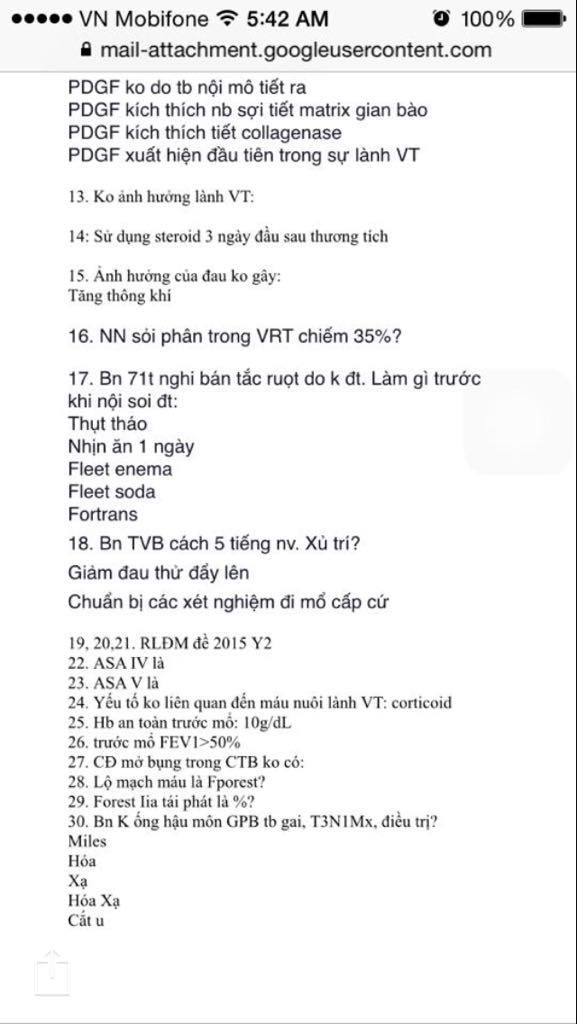 VN Mobifone 5:42 AM 100%
mail-attachment.googleusercontent.com
PDGF ko do tb nội mô tiết ra
PDGF kích thích nb sợi tiết matrix gian bào
PDGF kích thích tiết collagenase
PDGF xuất hiện đầu tiên trong sự lành VT
13. Ko ảnh hưởng lành VT:
14: Sử dụng steroid 3 ngày đầu sau thương tích
15. Ảnh hưởng của đau ko gây:
Tăng thông khí
16. NN sỏi phân trong VRT chiếm 35%?
17. Bn 71t nghi bán tắc ruọt do k đt. Làm gì trước
khi nội soi đt:
Thụt tháo
Nhịn ăn 1 ngày
Fleet enema
Fleet soda
Fortrans
18. Bn TVB cách 5 tiếng nv. Xủ trí?
Giảm đau thử đẩy lên
Chuẩn bị các xét nghiệm đi mổ cấp cứ
19, 20,21. RLĐM đề 2015 Y2
22. ASA IV là
23. ASA V là
24. Yếu tố ko liên quan đến máu nuôi lành VT: corticoid
25. Hb an toàn trước mổ: 10g/dL
26. trước mổ FEV1>50%
27. CĐ mở bụng trong CTB ko có:
28. Lộ mạch máu là Fporest?
29. Forest Iia tái phát là %?
30. Bn K ống hậu môn GPB tb gai, T3N1Mx, điều trị?
Miles
Hóa
Xạ
Hóa Xạ
Cắt u